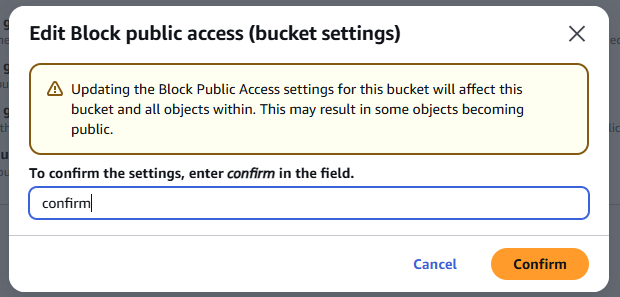 Edit Block public access (bucket settings)
Updating the Block Public Access settings for this bucket will affect this
bucket and all objects within. This may result in some objects becoming
public.
To confirm the settings, enter confirm in the field.
confirm
Cancel
Confirm